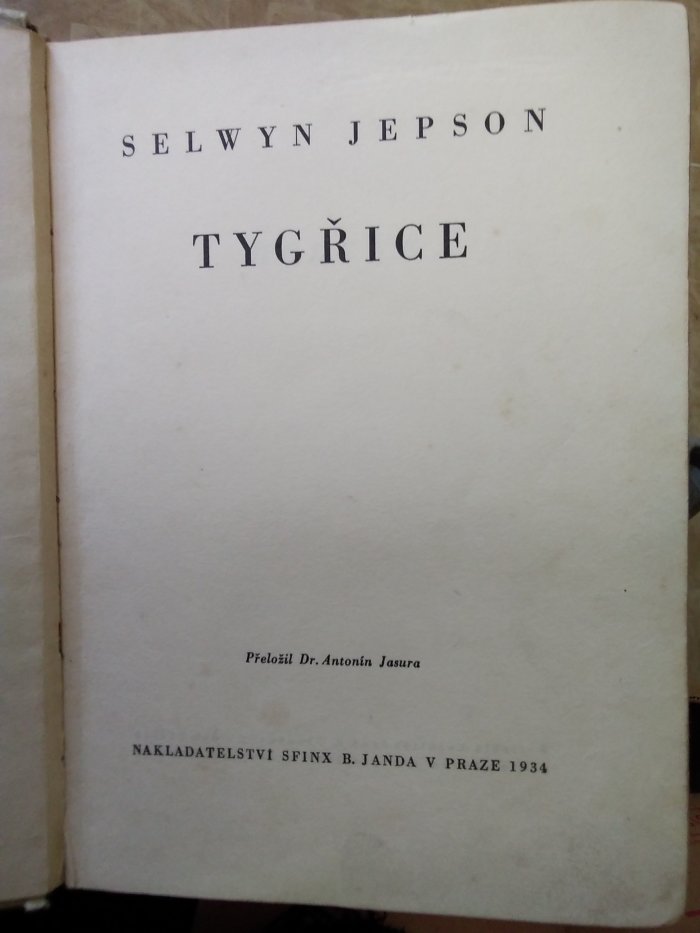 SELWYN JEPSON
TYGŘICE
Přeložil Dr. Antonín Jasura
NAKLADATELSTVÍ SFINX B. JANDA V PRAZE 1934